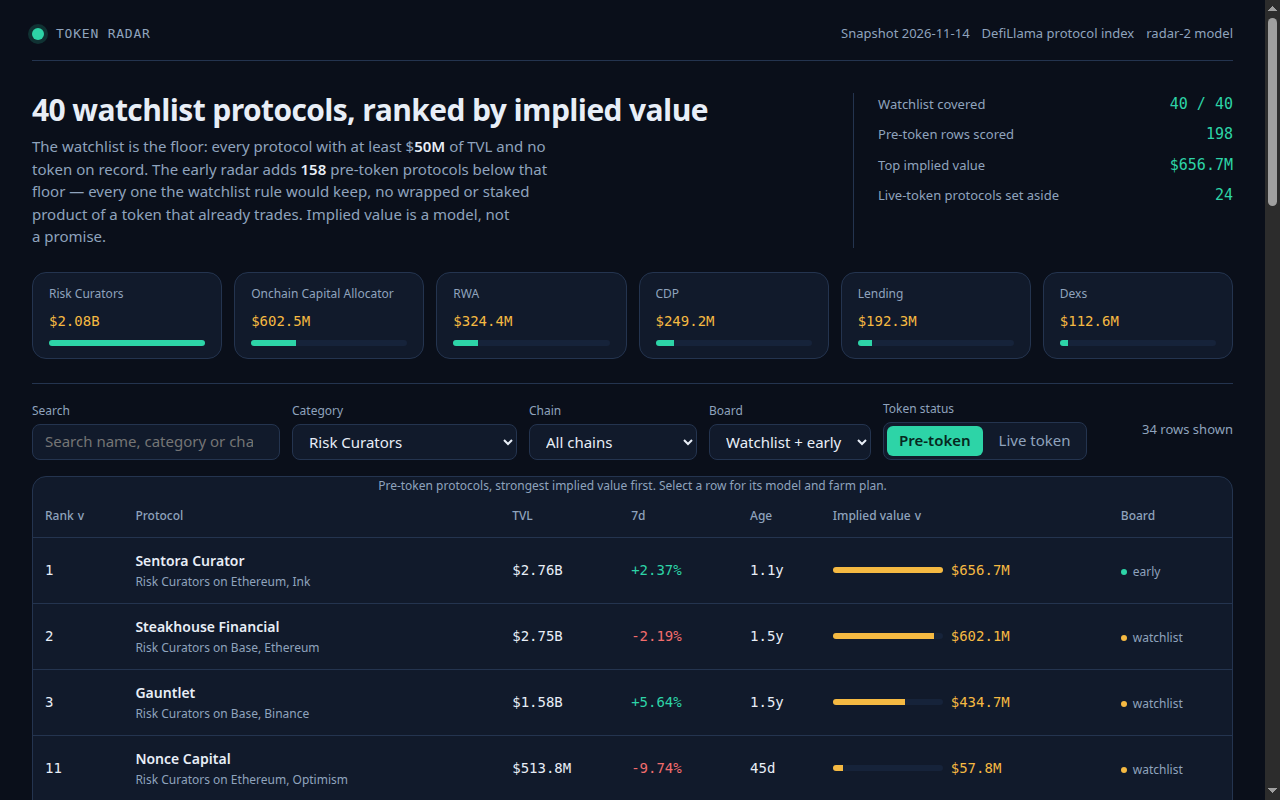 TOKEN RADAR
Snapshot 2026-11-14 DefiLlama protocol index radar-2 model
40 watchlist protocols, ranked by implied value
The watchlist is the floor: every protocol with at least $50M of TVL and no
token on record. The early radar adds 158 pre-token protocols below that
floor — every one the watchlist rule would keep, no wrapped or staked
product of a token that already trades. Implied value is a model, not
a promise.
Watchlist covered 40 / 40
Pre-token rows scored 198
Top implied value $656.7M
Live-token protocols set aside 24
Risk Curators
$2.08B
Onchain Capital Allocator
$602.5M
RWA
$324.4M
CDP
$249.2M
Lending
$192.3M
Dexs
$112.6M
Search
Search name, category or cha
Category
Risk Curators
Chain
All chains
Board
Watchlist + early
Token status
Pre-token Live token
34 rows shown
Pre-token protocols, strongest implied value first. Select a row for its model and farm plan.
Rank v Protocol TVL 7d Age Implied value v Board
1 Sentora Curator $2.76B +2.37% 1.1y $656.7M early
Risk Curators on Ethereum, Ink
2 Steakhouse Financial $2.75B -2.19% 1.5y $602.1M watchlist
Risk Curators on Base, Ethereum
3 Gauntlet $1.58B +5.64% 1.5y $434.7M watchlist
Risk Curators on Base, Binance
11 Nonce Capital $513.8M -9.74% 45d $57.8M watchlist
Risk Curators on Ethereum, Optimism